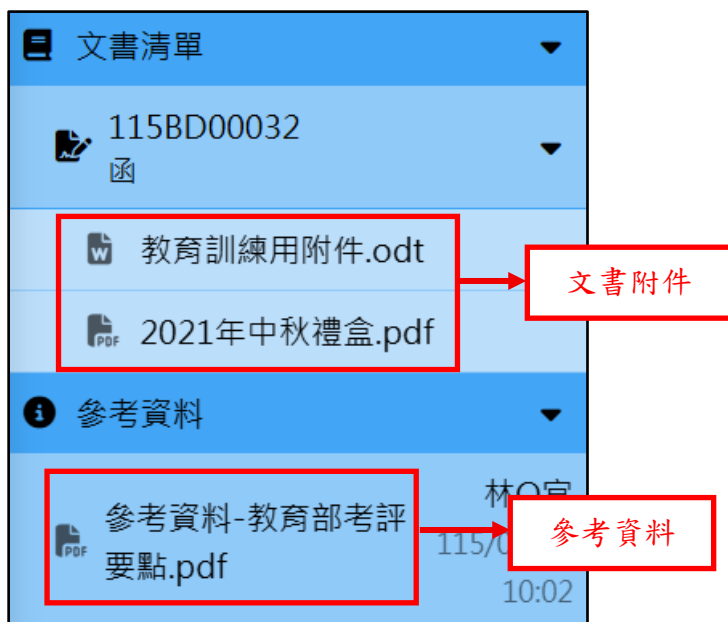 文書清單
115BD00032
函
教育訓練用附件.odt
文書附件
2021年中秋禮盒.pdf
參考資料
參考資料-教育部考評
要點.pdf
參考資料
115/0
10:02